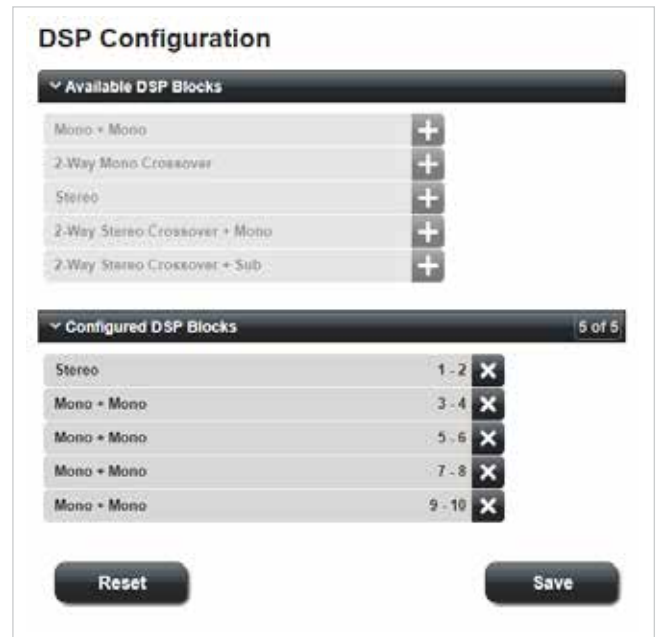 DSP Configuration
Available DSP Blocks
Mono + Mono
2-Way Mono Crossover
Stereo
2-Way Stereo Crossover + Mono
2-Way Stereo Crossover + Sub
Configured DSP Blocks 5 of 5
Stereo 1 - 2
Mono + Mono 3 - 4
Mono + Mono 5 - 6
Mono + Mono 7 - 8
Mono + Mono 9 - 10
Reset Save